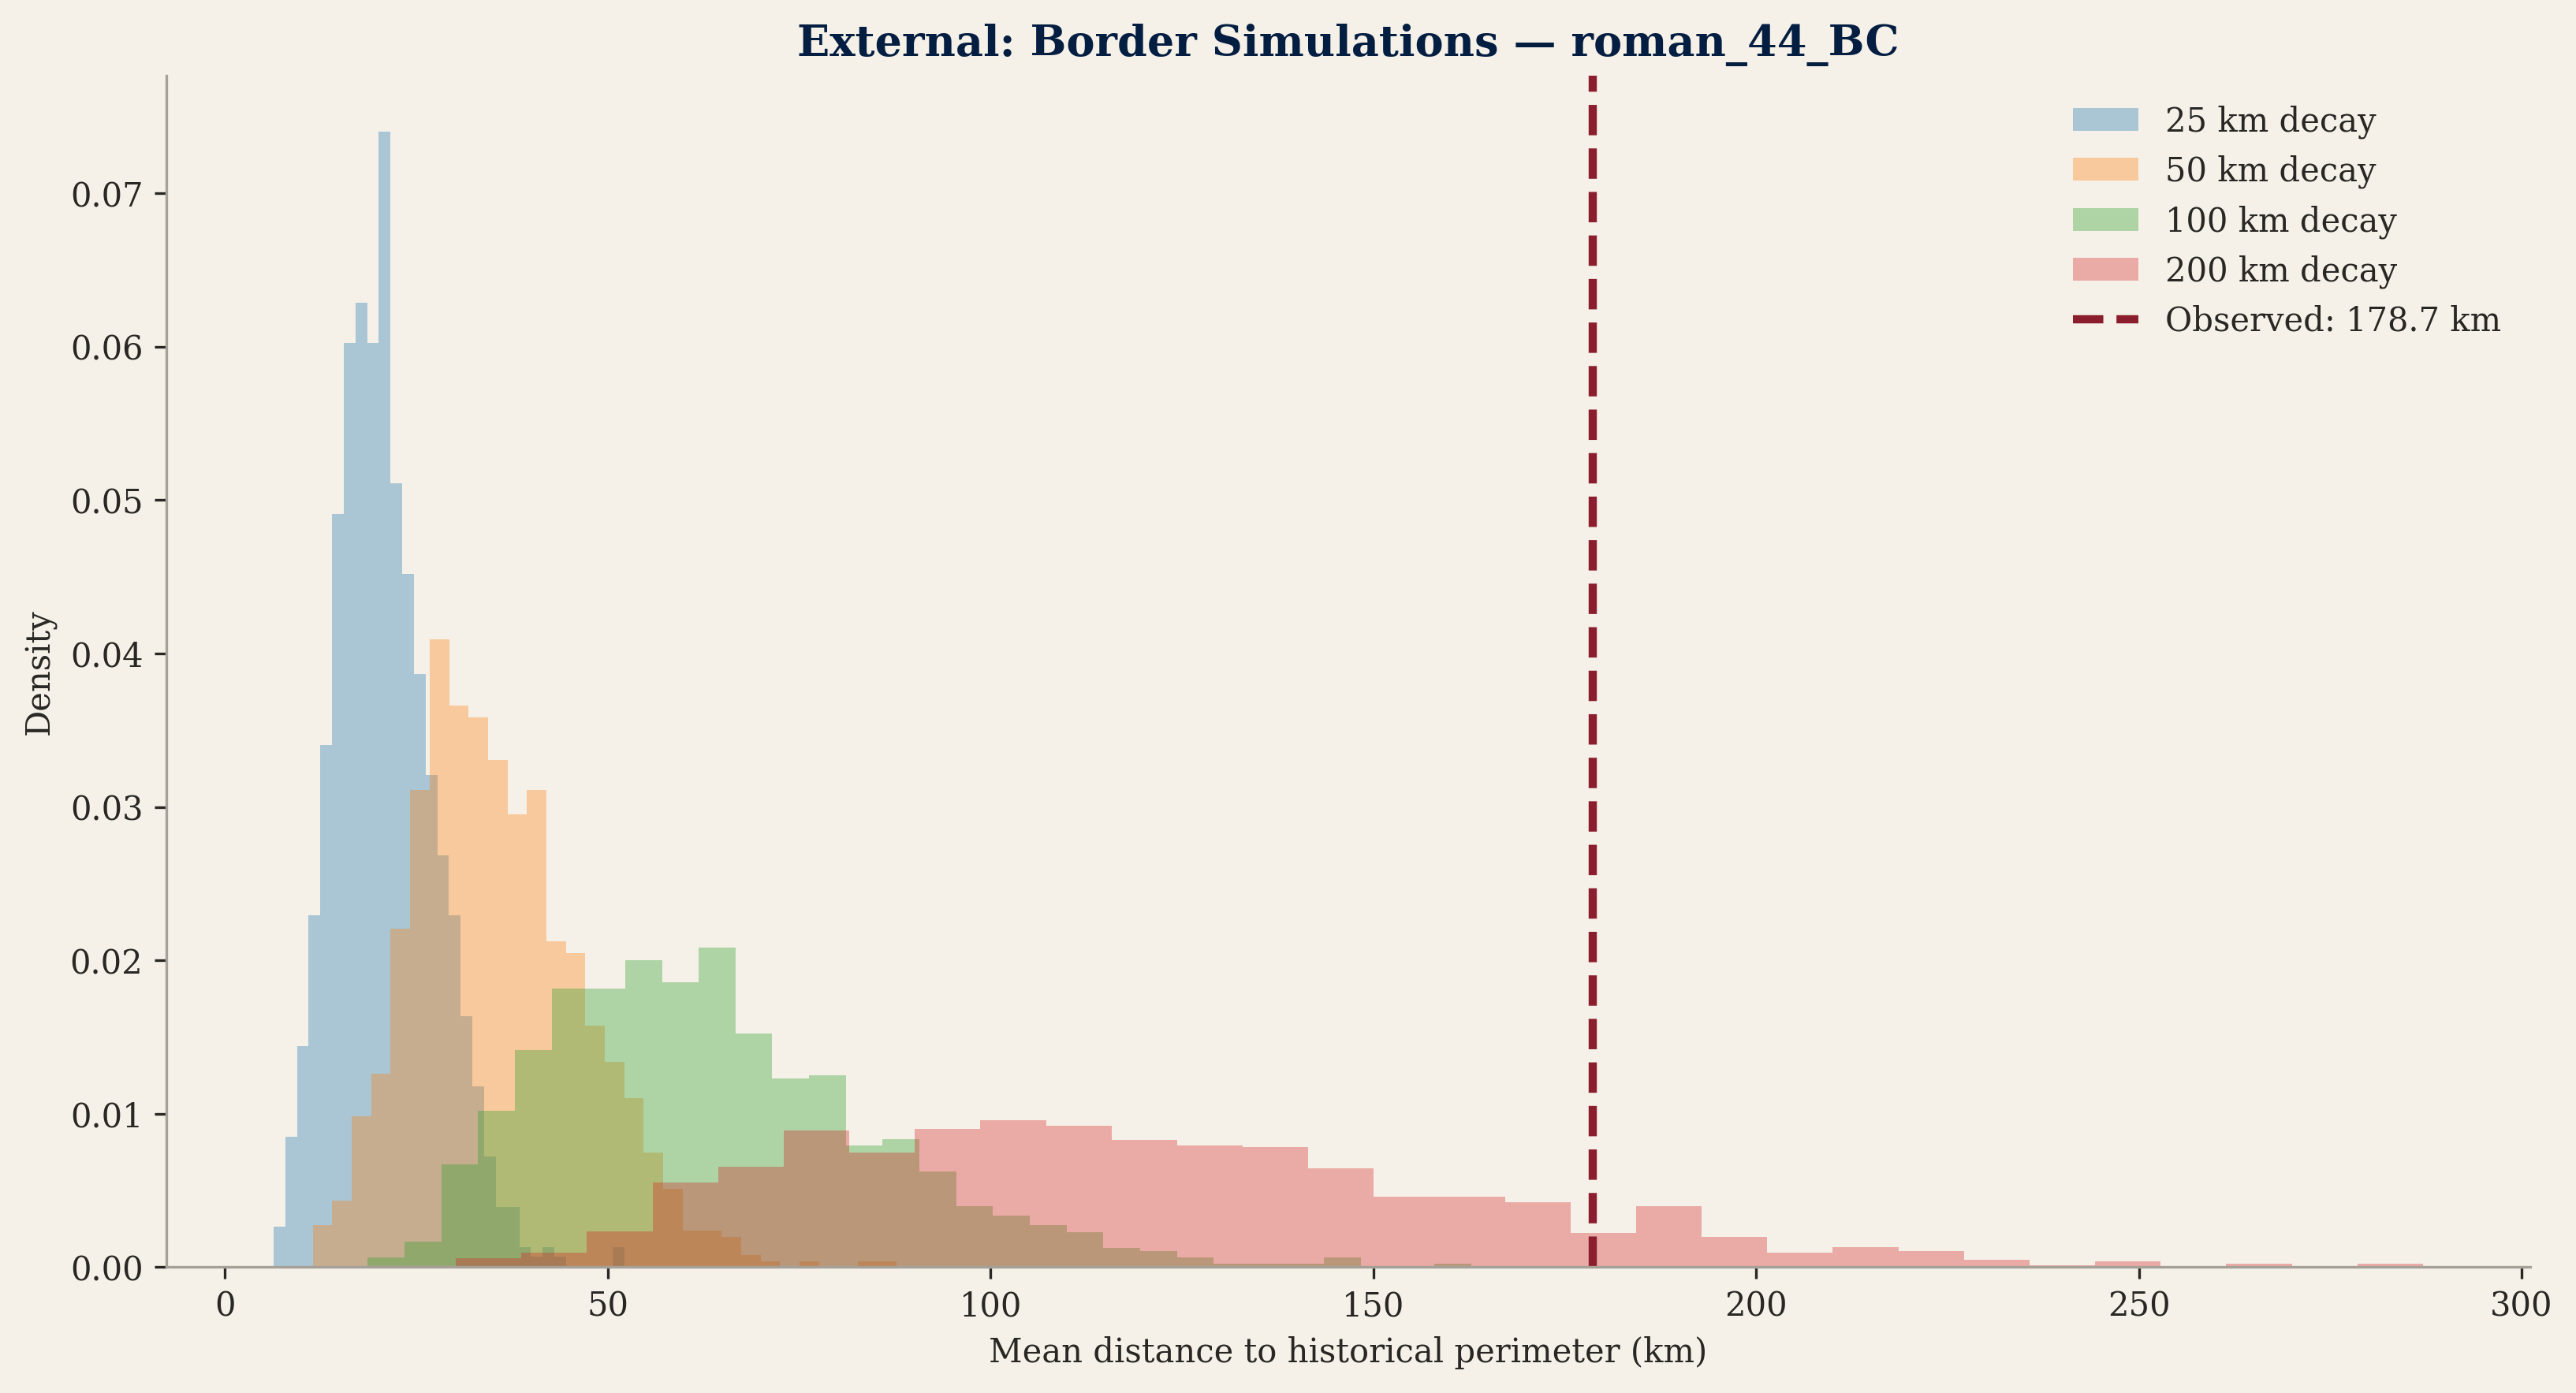 External: Border Simulations — roman_44_BC
25 km decay
50 km decay
100 km decay
200 km decay
Observed: 178.7 km
Density
0.07
0.06
0.05
0.04
0.03
0.02
0.01
0.00
0 50 100 150 200 250 300
Mean distance to historical perimeter (km)